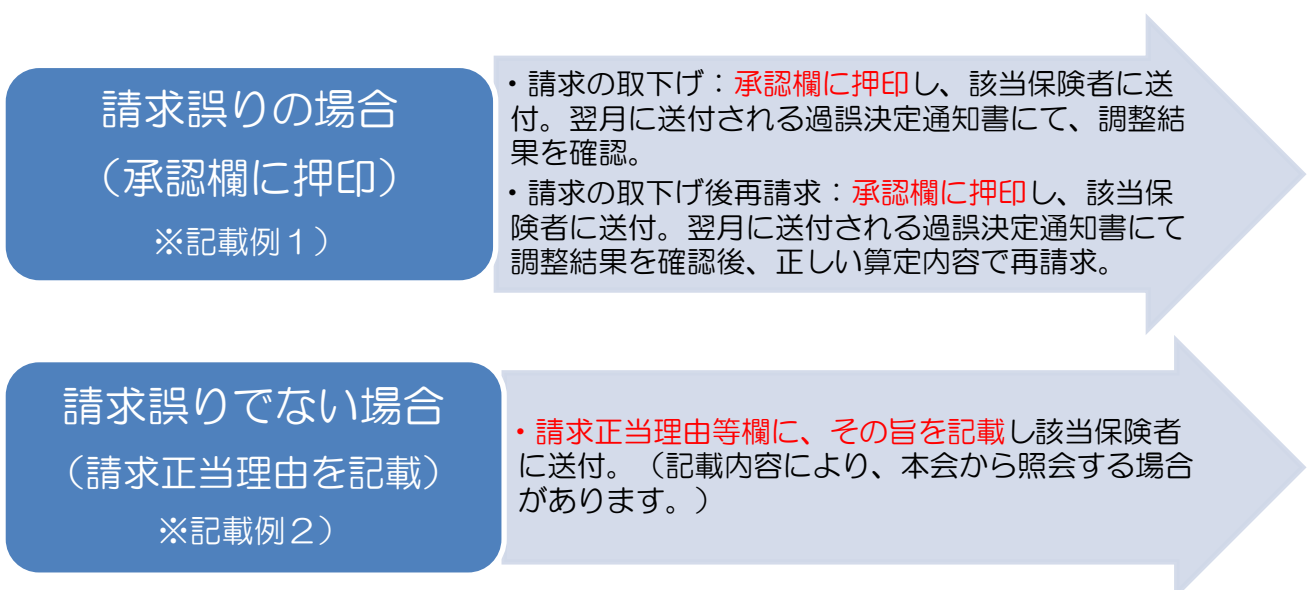 請求誤りの場合
（承認欄に押印）
※記載例１）
・請求の取下げ：承認欄に押印し、該当保険者に送
付。翌月に送付される過誤決定通知書にて、調整結
果を確認。
・請求の取下げ後再請求：承認欄に押印し、該当保
険者に送付。翌月に送付される過誤決定通知書にて
調整結果を確認後、正しい算定内容で再請求。
請求誤りでない場合
（請求正当理由を記載）
※記載例２）
・請求正当理由等欄に、その旨を記載し該当保険者
に送付。（記載内容により、本会から照会する場合
があります。）